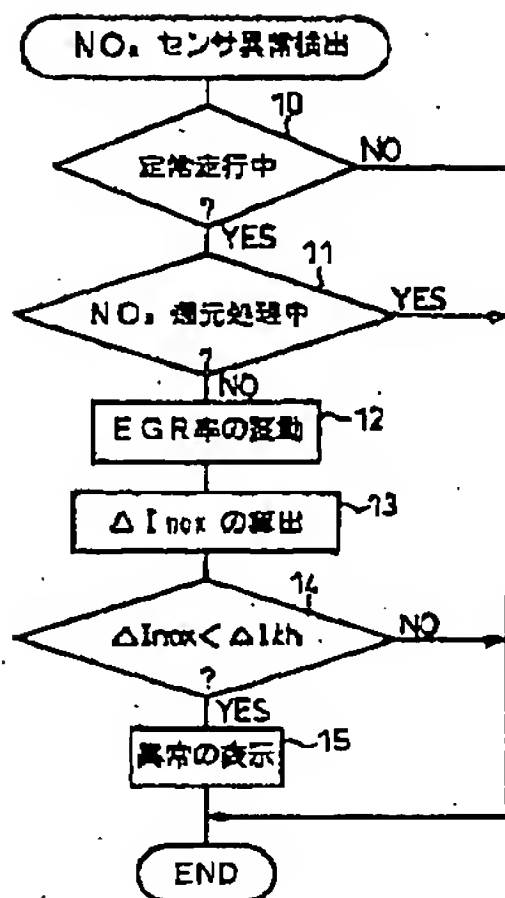 NOx センサ異常検出
10
定常走行中
?
NO
YES
11
NOx 還元処理中
?
YES
NO
EGR率の変動
12
ΔInox の算出
13
14
ΔInox<ΔIth
?
NO
YES
異常の表示
15
END